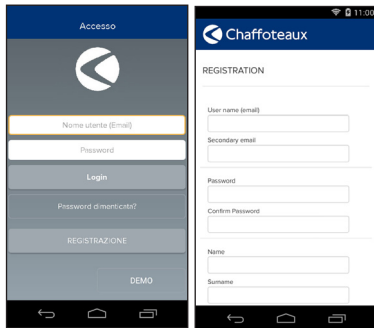 Accesso
Nome utente (Email)
Password
Login
Password dimenticata?
REGISTRAZIONE
DEMO
11:00
Chaffoteaux
REGISTRATION
User name (email)
Secondary email
Password
Confirm Password
Name
Surname